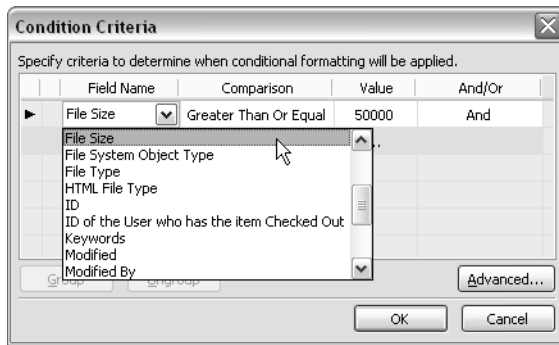 Condition Criteria
Specify criteria to determine when conditional formatting will be applied.
Field Name Comparison Value And/Or
File Size Greater Than Or Equal 50000 And
File Size
File System Object Type
File Type
HTML File Type
ID
ID of the User who has the item Checked Out
Keywords
Modified
Modified By
Advanced...
OK Cancel